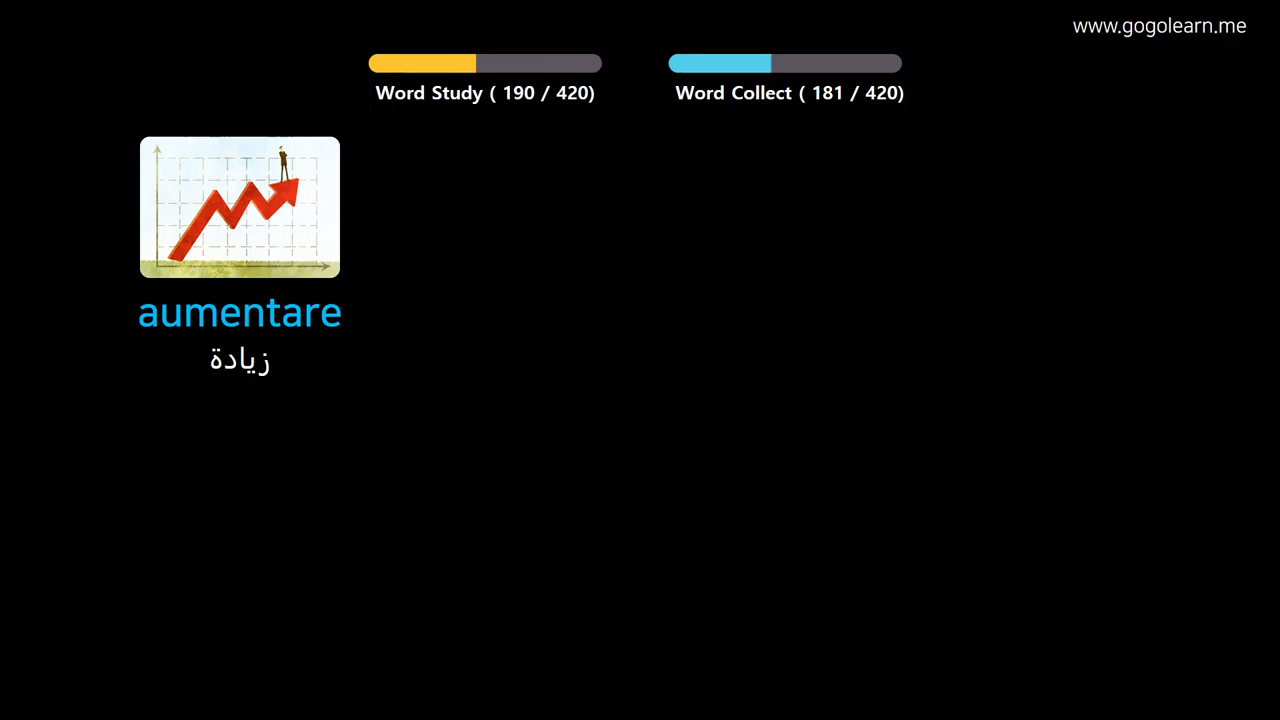 www.gogolearn.me
Word Study ( 190 / 420)
Word Collect ( 181 / 420)
aumentare
زيادة